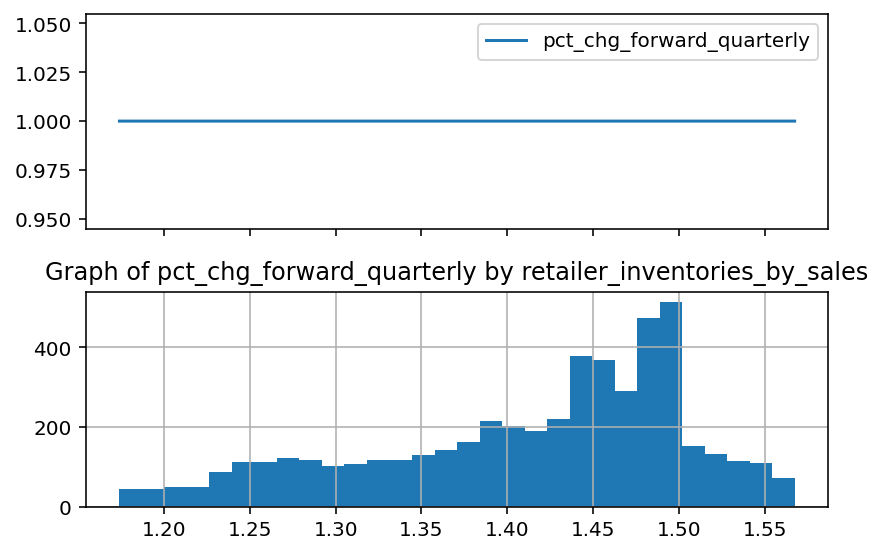 1.050
1.025
1.000
0.975
0.950
pct_chg_forward_quarterly
Graph of pct_chg_forward_quarterly by retailer_inventories_by_sales
400
200
0
1.20 1.25 1.30 1.35 1.40 1.45 1.50 1.55